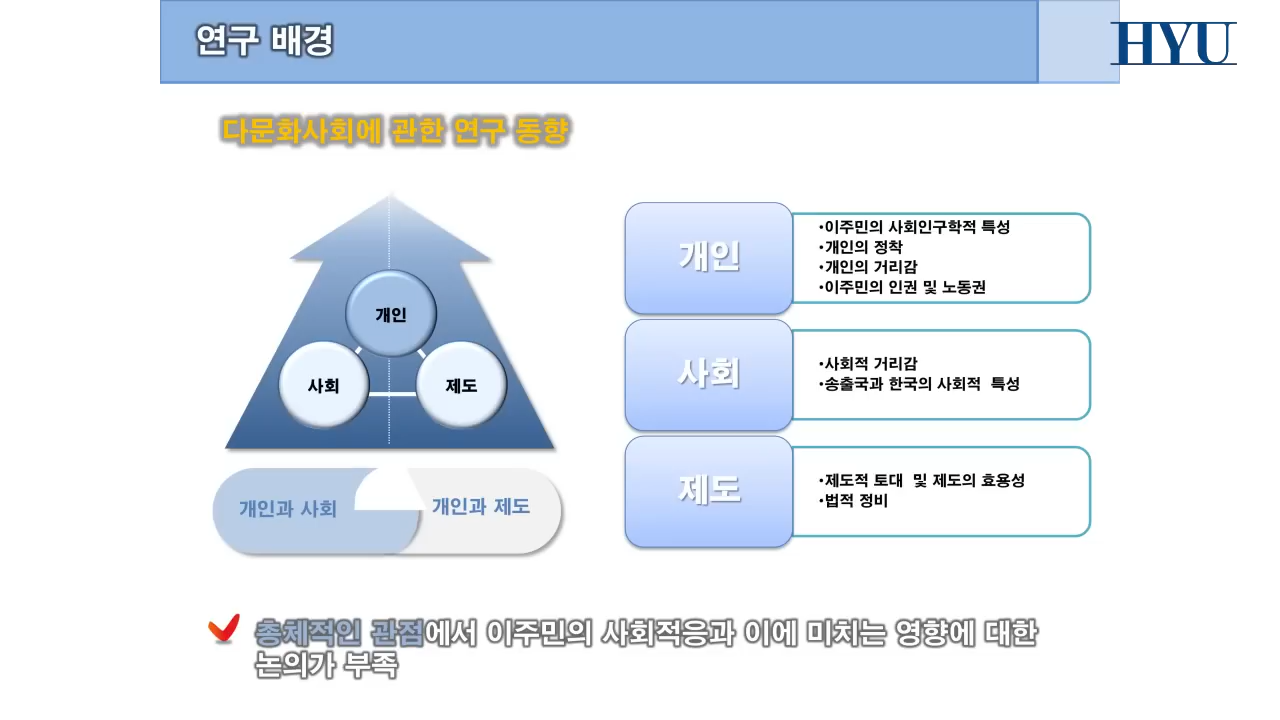 연구 배경
HYU
다문화사회에 관한 연구 동향
개인
사회
제도
개인과 사회
개인과 제도
개인
•이주민의 사회인구학적 특성
•개인의 정착
•개인의 거리감
•이주민의 인권 및 노동권
사회
•사회적 거리감
•송출국과 한국의 사회적 특성
제도
•제도적 토대 및 제도의 효용성
•법적 정비
총체적인 관점에서 이주민의 사회적응과 이에 미치는 영향에 대한
논의가 부족